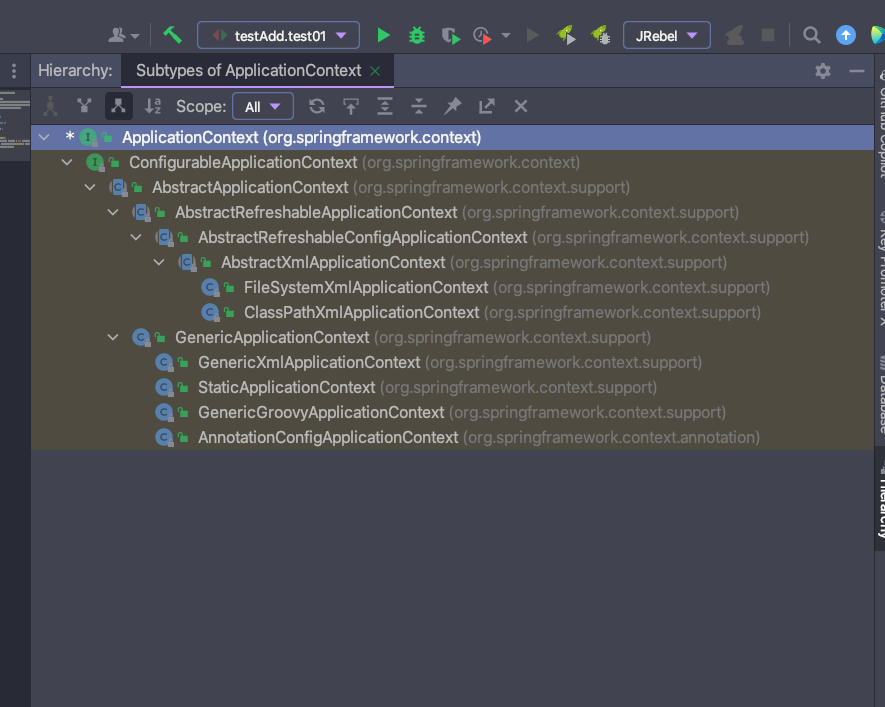 testAdd.test01
JRebel
Hierarchy:
Subtypes of ApplicationContext
Scope:
All
* ApplicationContext (org.springframework.context)
ConfigurableApplicationContext (org.springframework.context)
AbstractApplicationContext (org.springframework.context.support)
AbstractRefreshableApplicationContext (org.springframework.context.support)
AbstractRefreshableConfigApplicationContext (org.springframework.context.support)
AbstractXmlApplicationContext (org.springframework.context.support)
FileSystemXmlApplicationContext (org.springframework.context.support)
ClassPathXmlApplicationContext (org.springframework.context.support)
GenericApplicationContext (org.springframework.context.support)
GenericXmlApplicationContext (org.springframework.context.support)
StaticApplicationContext (org.springframework.context.support)
GenericGroovyApplicationContext (org.springframework.context.support)
AnnotationConfigApplicationContext (org.springframework.context.annotation)
Key Promoter X
Database
Hierarchy